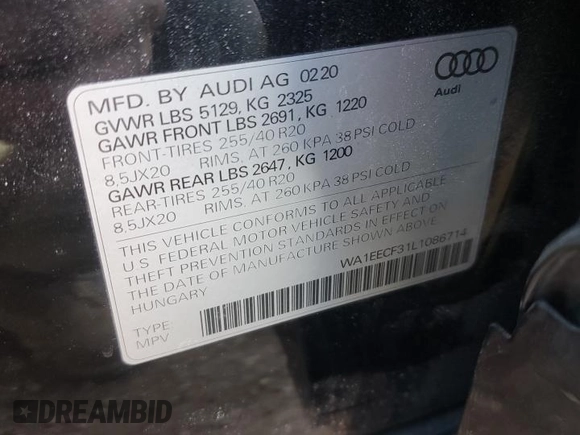 MFD. BY AUDI AG 0220
GVWR LBS 5129, KG 2325
GAWR FRONT LBS 2691, KG 1220
FRONT-TIRES 255/40 R20
8,5JX20 RIMS. AT 260 KPA 38 PSI COLD
GAWR REAR LBS 2647, KG 1200
REAR-TIRES 255/40 R20
8,5JX20 RIMS. AT 260 KPA 38 PSI COLD
THIS VEHICLE CONFORMS TO ALL APPLICABLE
U.S. FEDERAL MOTOR VEHICLE SAFETY AND
THEFT PREVENTION STANDARDS IN EFFECT ON
THE DATE OF MANUFACTURE SHOWN ABOVE
HUNGARY
Audi
WA1EECF31L1086714
TYPE
MPV
DREAMBID